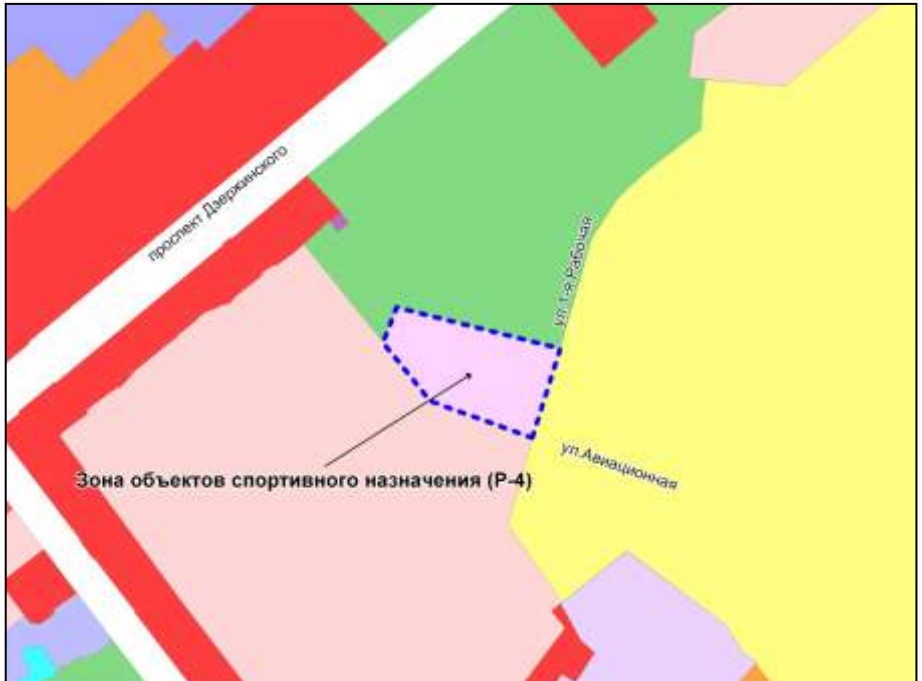 проспект Дзержинского
ул.1-я Рабочая
ул.Авиационная
Зона объектов спортивного назначения (Р-4)